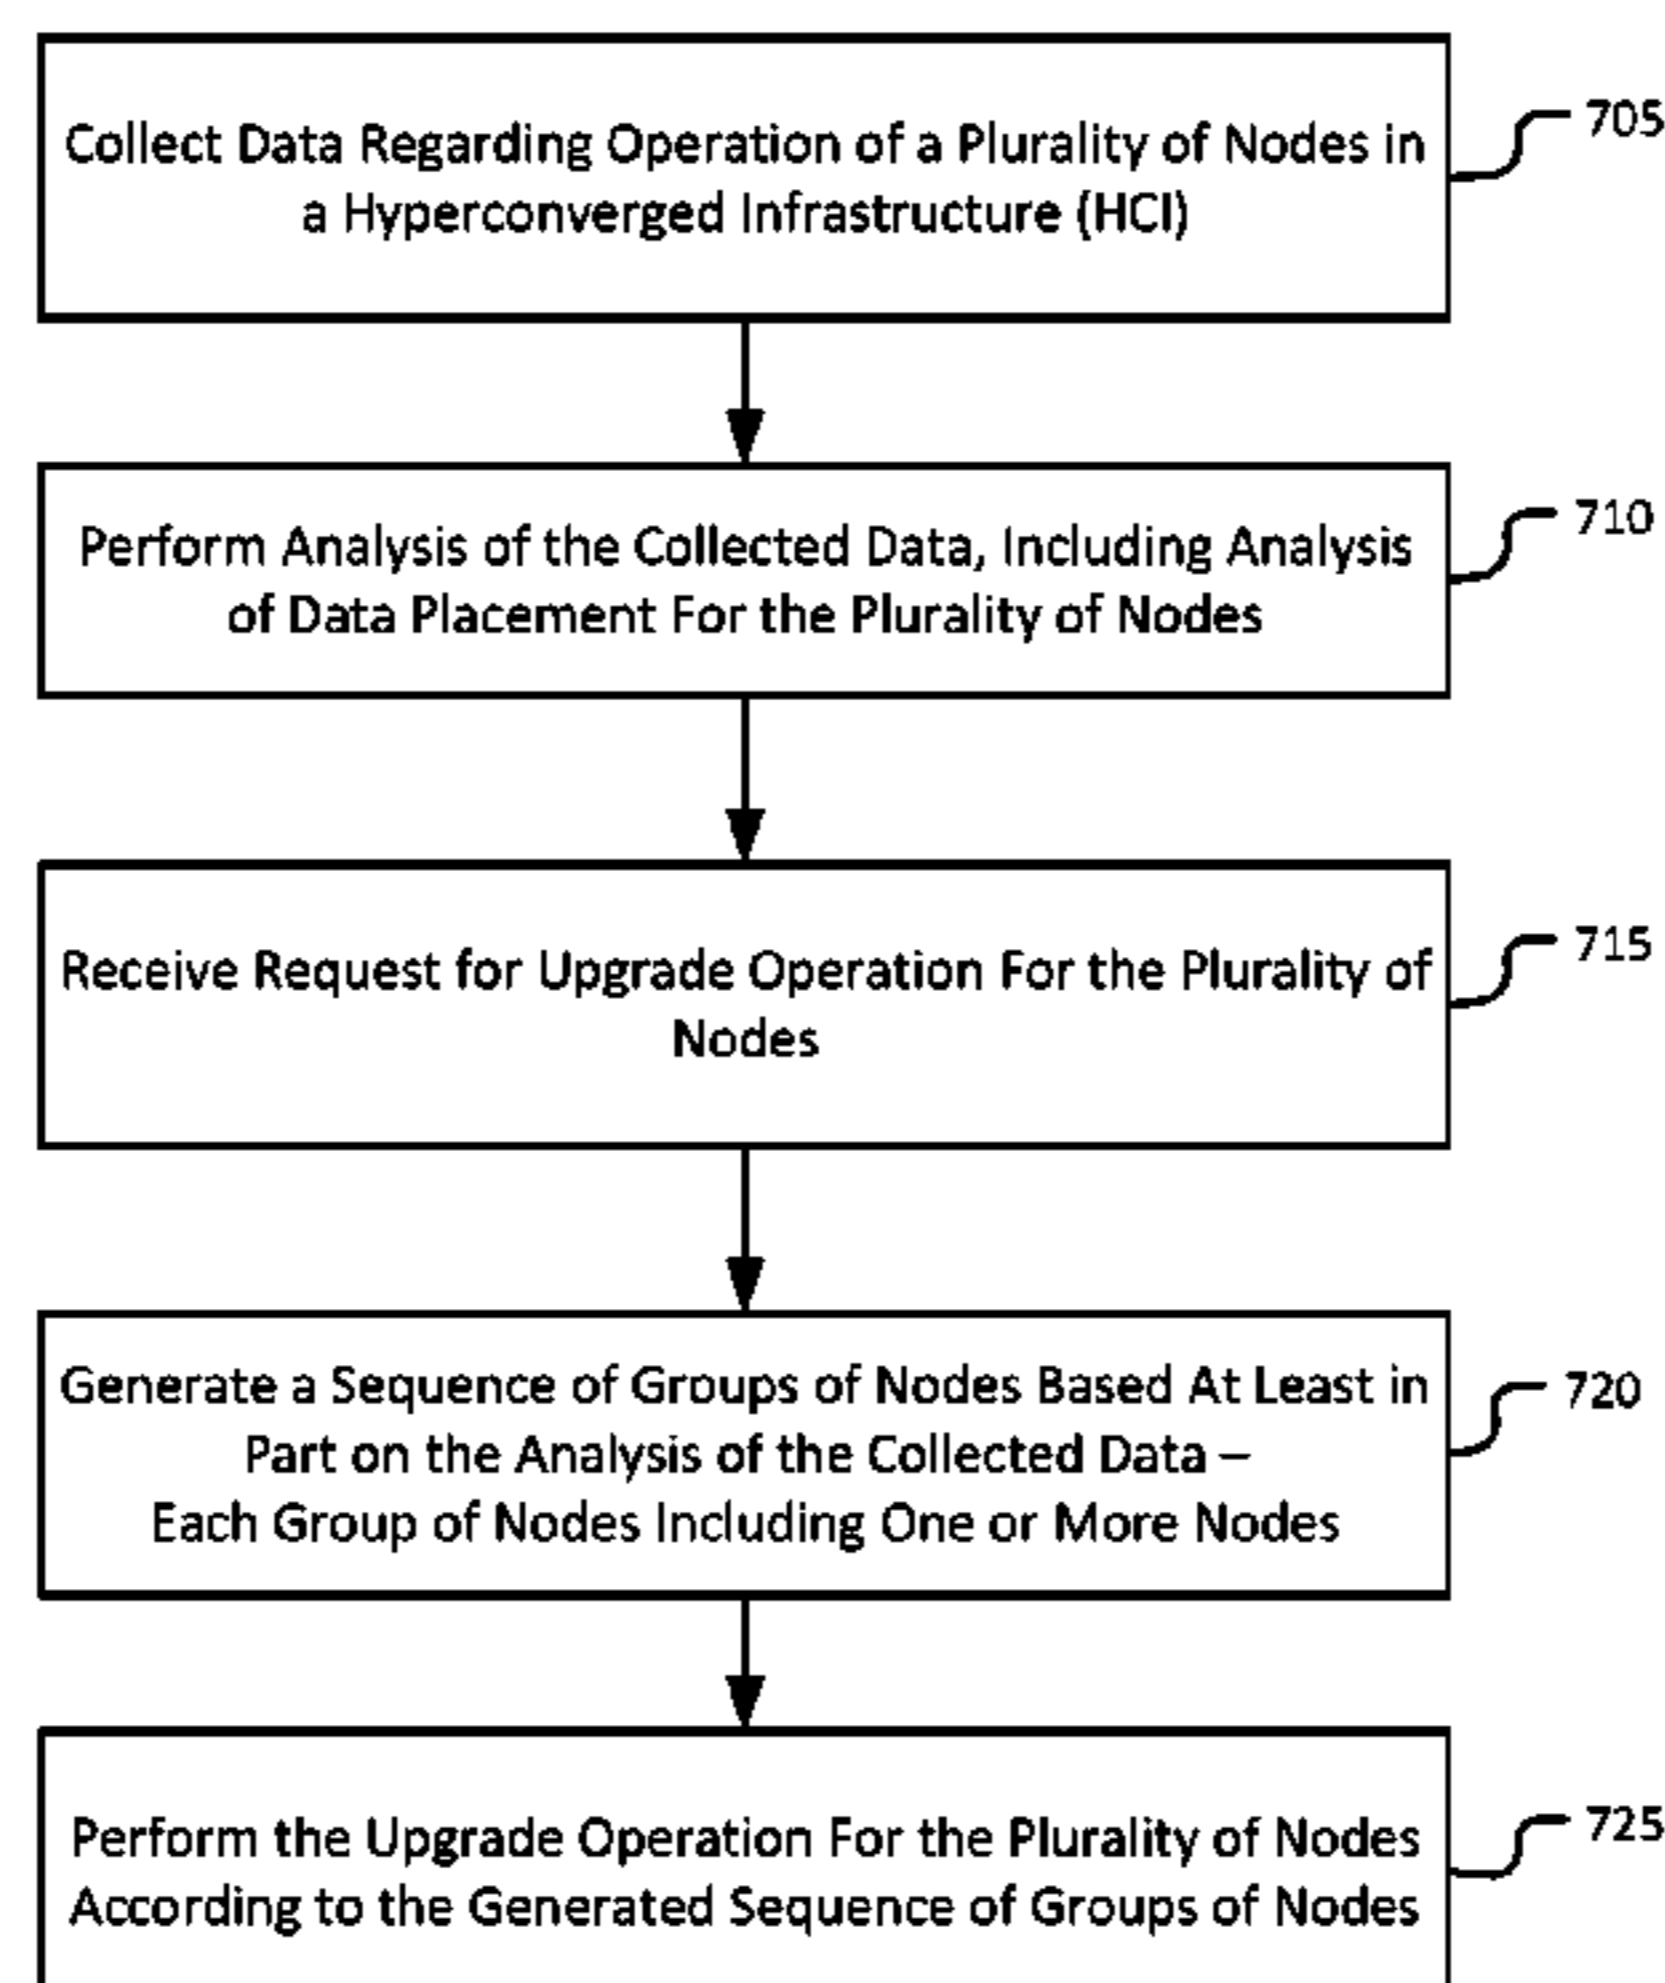 Collect Data Regarding Operation of a Plurality of Nodes in
a Hyperconverged Infrastructure (HCI)
705
Perform Analysis of the Collected Data, Including Analysis
of Data Placement For the Plurality of Nodes
710
Receive Request for Upgrade Operation For the Plurality of
Nodes
715
Generate a Sequence of Groups of Nodes Based At Least in
Part on the Analysis of the Collected Data –
Each Group of Nodes Including One or More Nodes
720
Perform the Upgrade Operation For the Plurality of Nodes
According to the Generated Sequence of Groups of Nodes
725